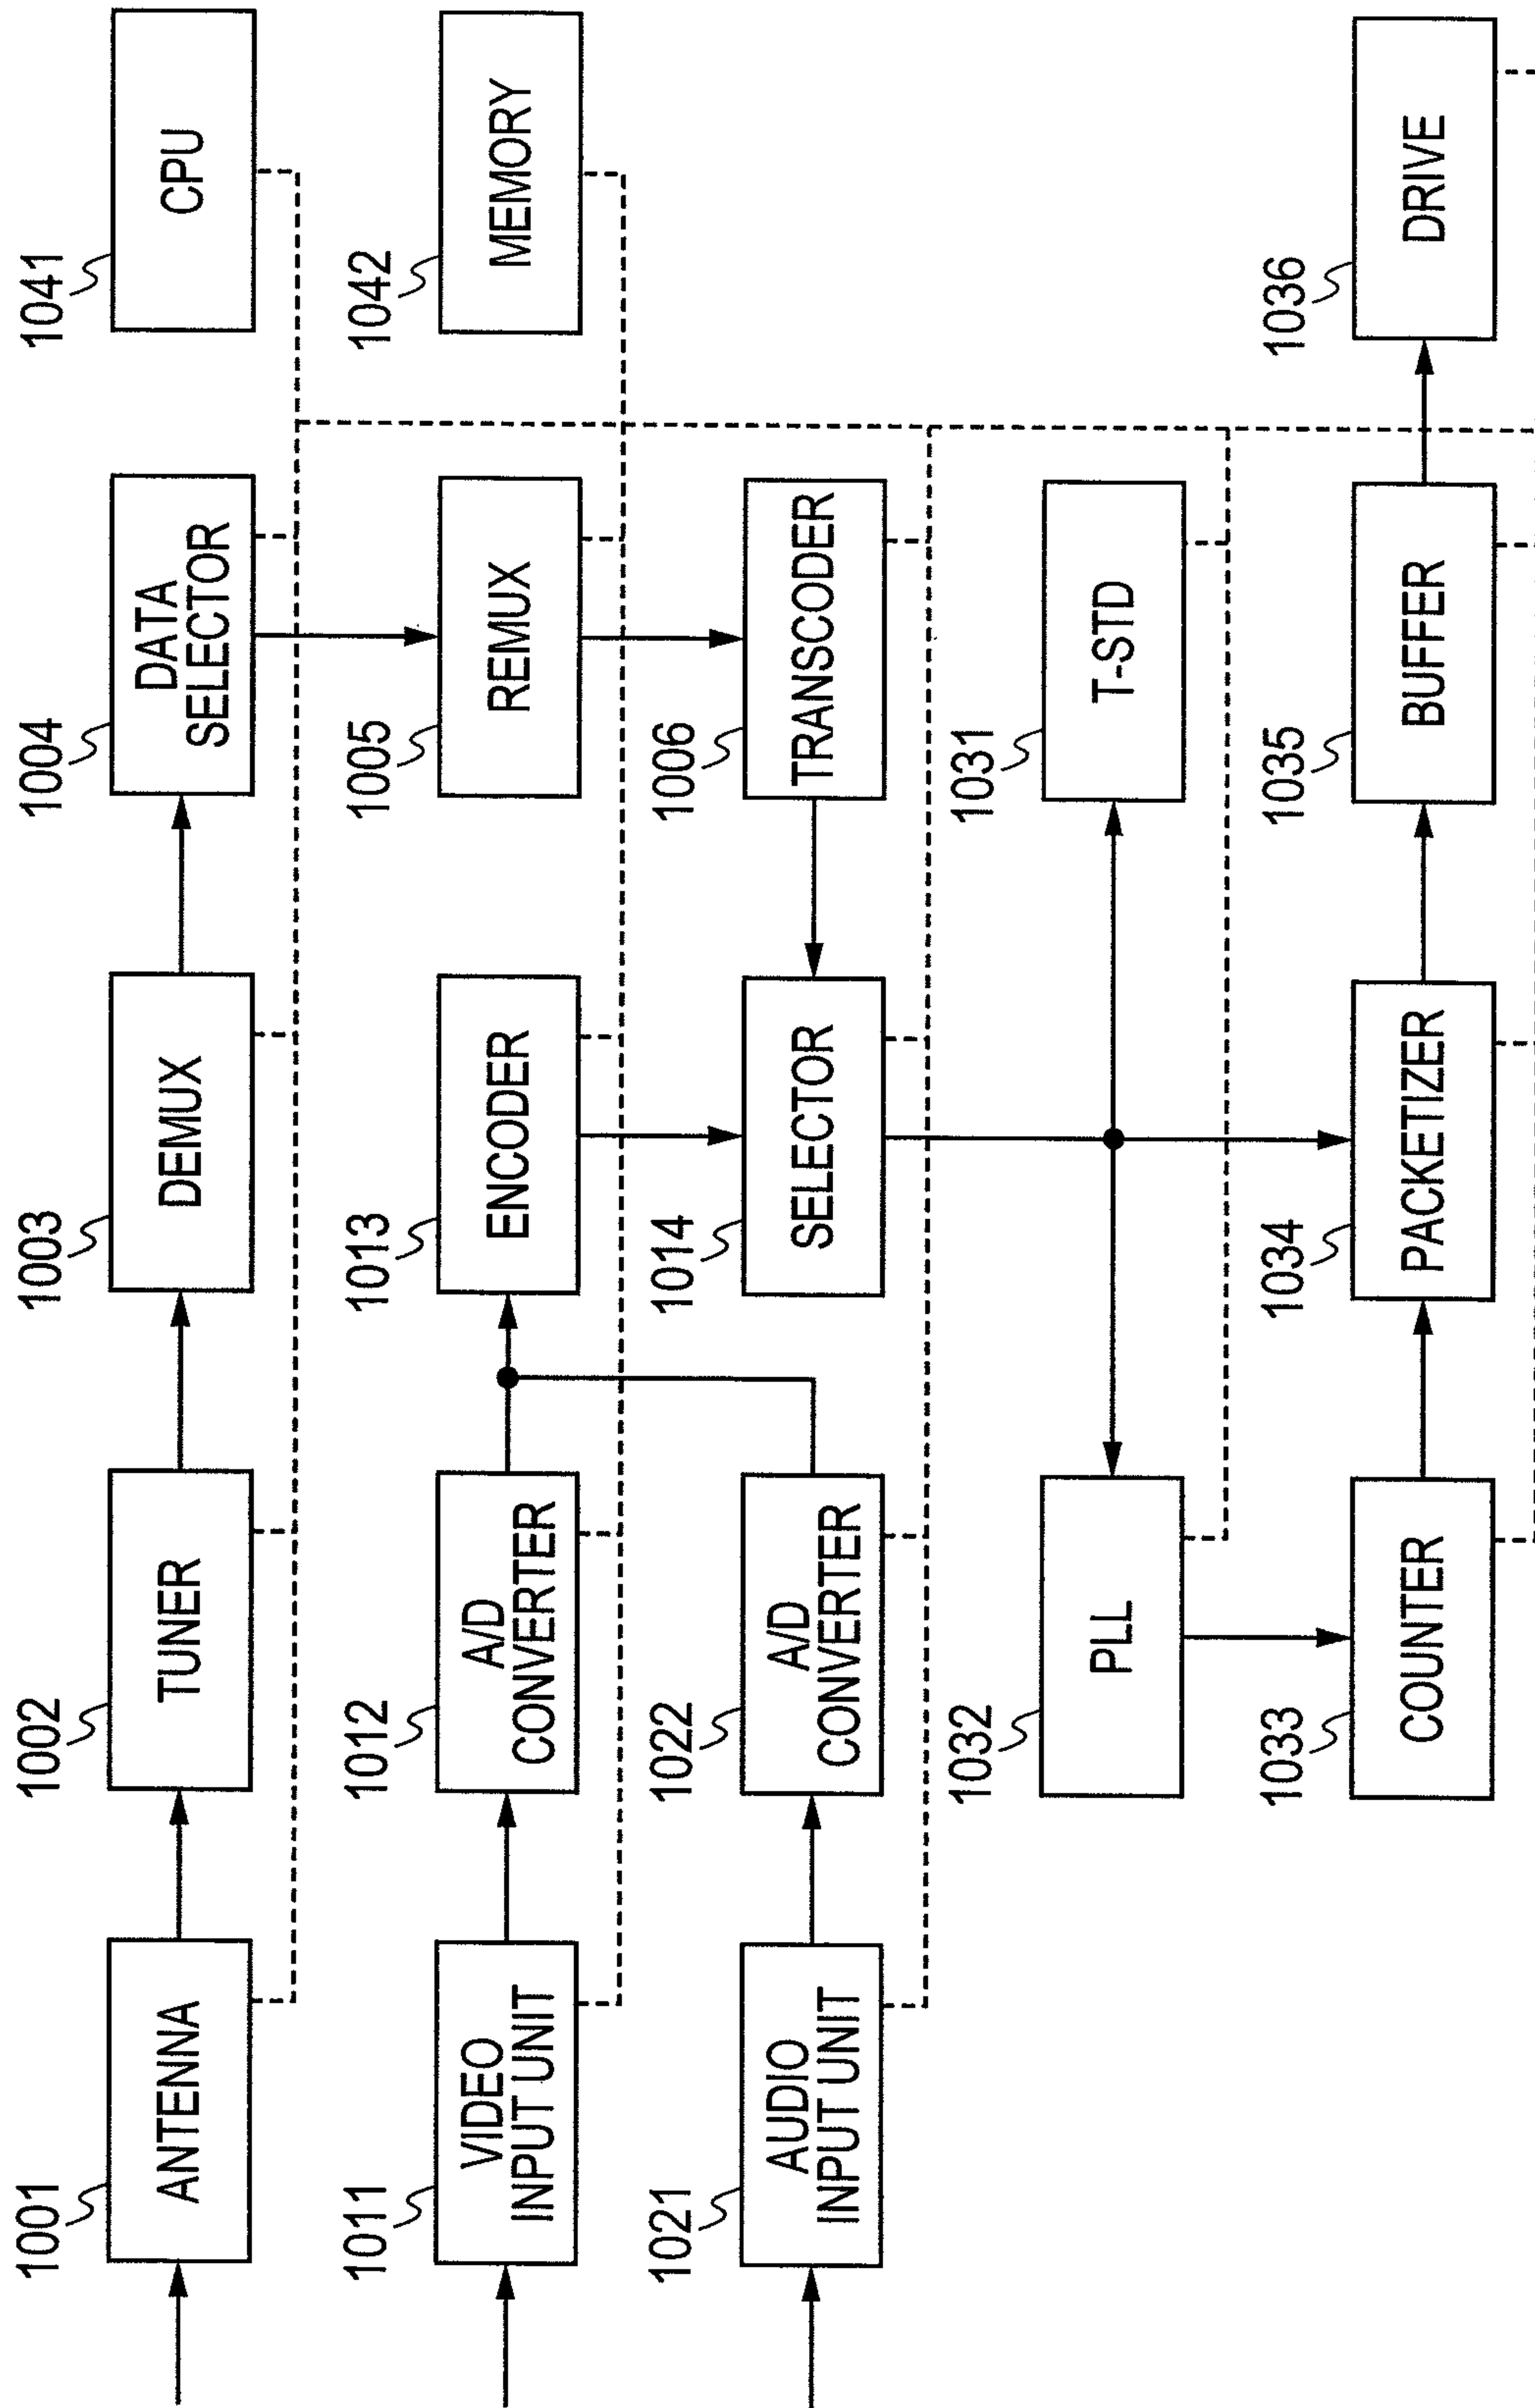 1001
ANTENNA
1002
TUNER
1003
DEMUX
1004
DATA
SELECTOR
1041
CPU
1011
VIDEO
INPUT UNIT
1012
A/D
CONVERTER
1013
ENCODER
1005
REMUX
1042
MEMORY
1021
AUDIO
INPUT UNIT
1022
A/D
CONVERTER
1014
SELECTOR
1006
TRANSCODER
1032
PLL
1031
T-STD
1033
COUNTER
1034
PACKETIZER
1035
BUFFER
1036
DRIVE